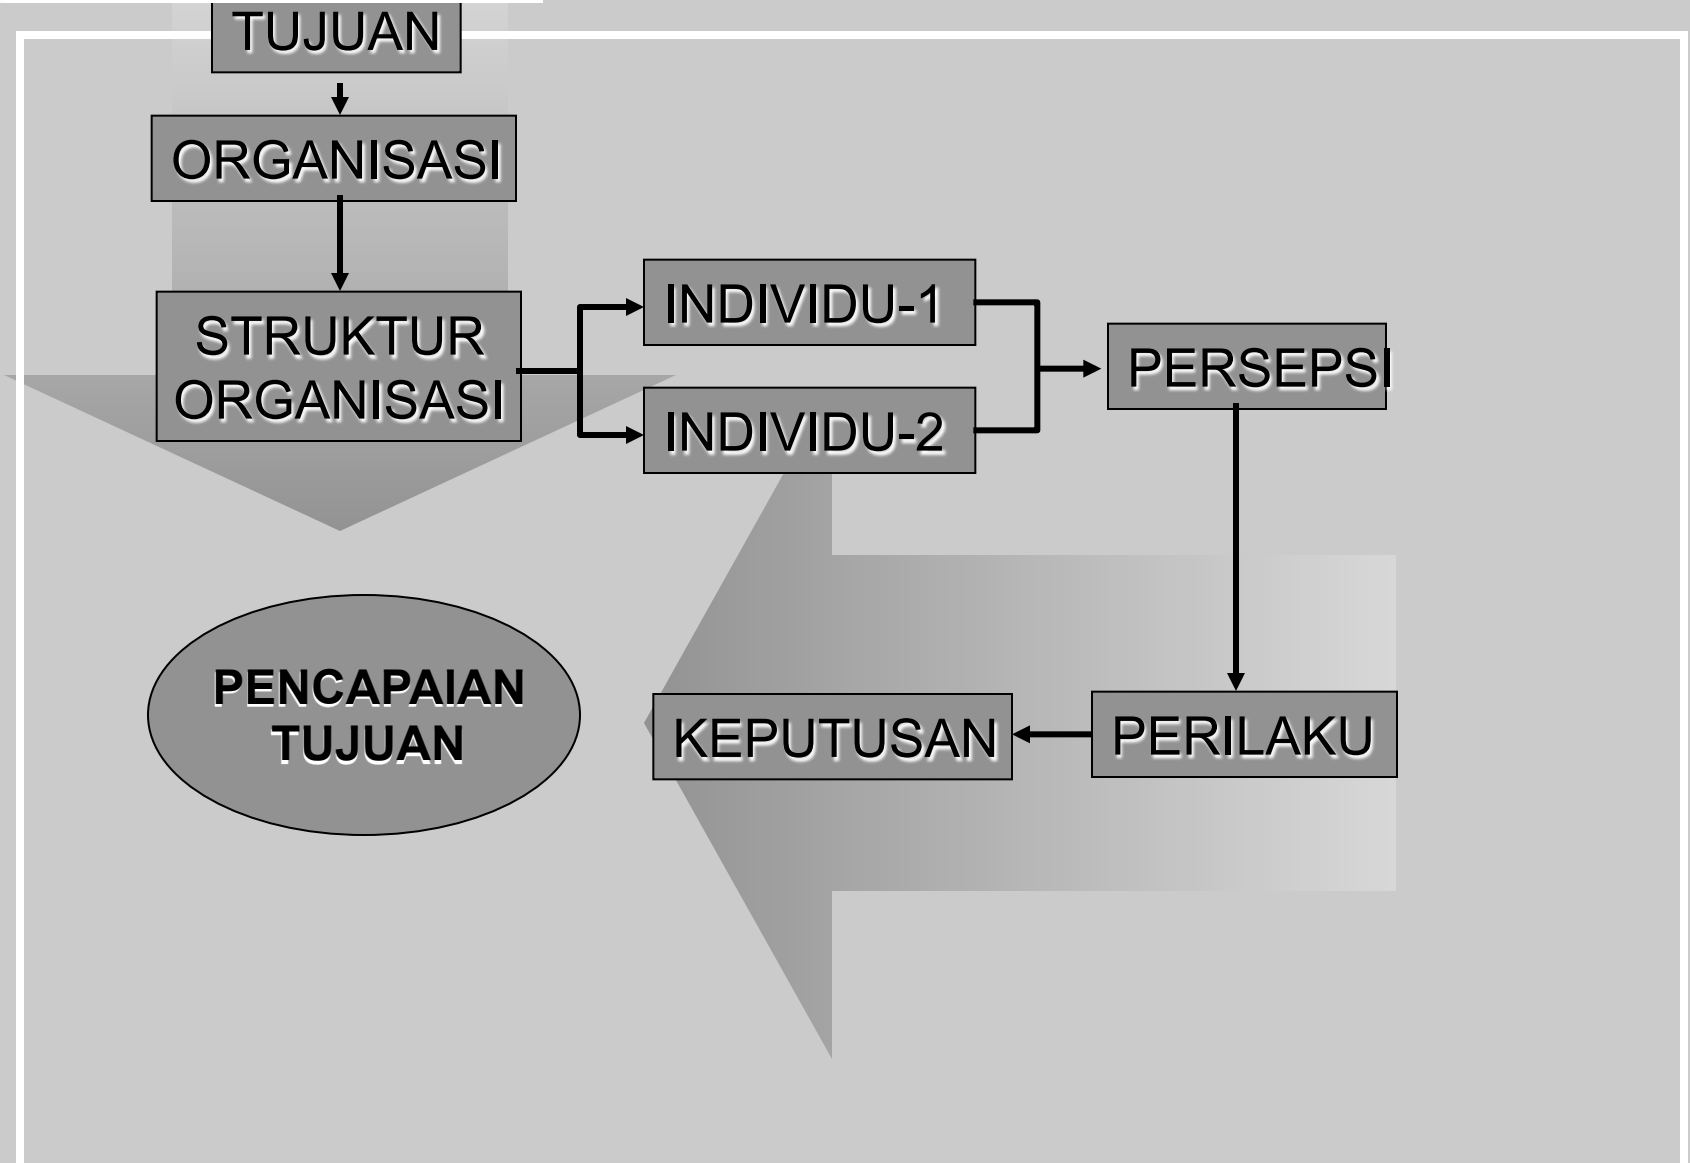 TUJUAN
ORGANISASI
STRUKTUR
ORGANISASI
INDIVIDU-1
INDIVIDU-2
PERSEPSI
PERILAKU
KEPUTUSAN
PENCAPAIAN
TUJUAN